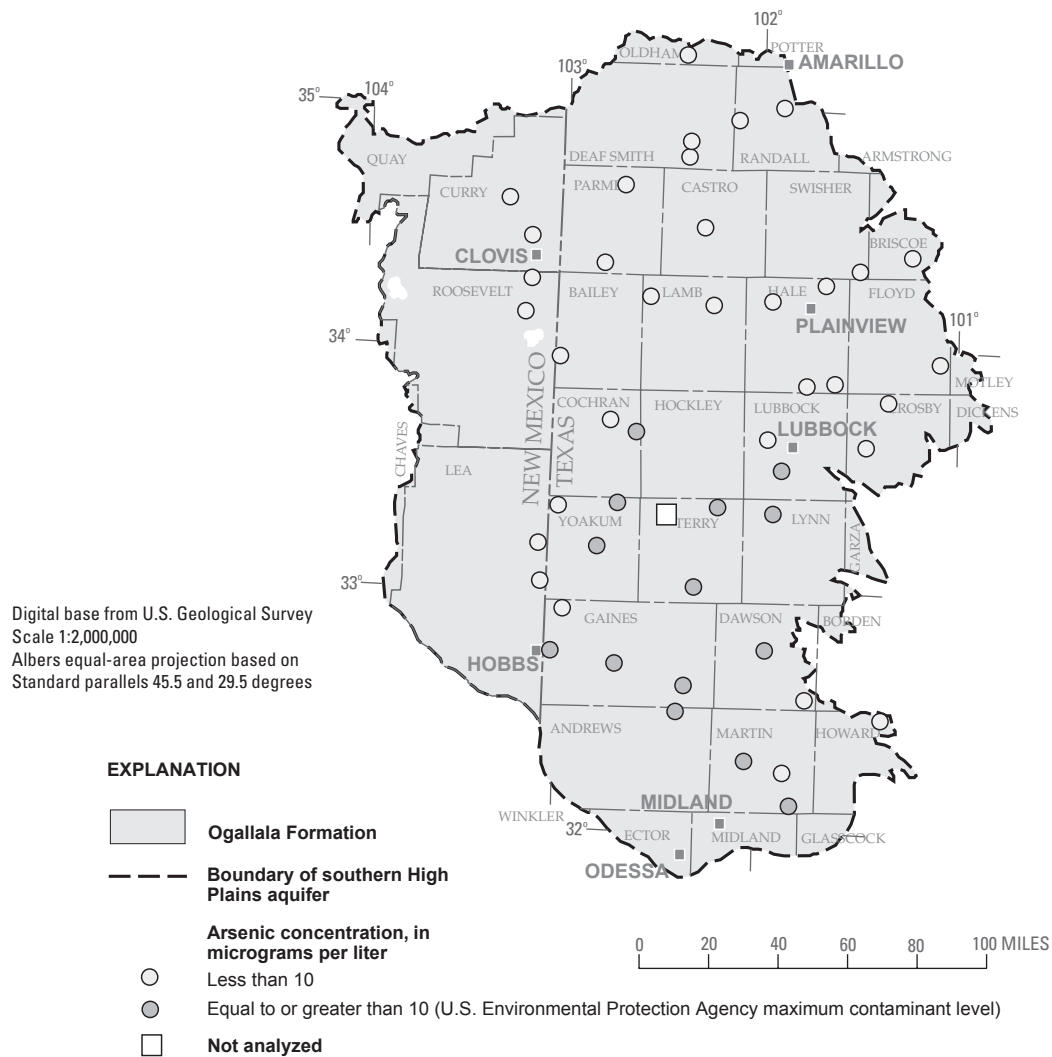 102°
OLDHAM
POTTER
AMARILLO
103°
35°
104°
QUAY
DEAF SMITH
RANDALL
ARMSTRONG
CURRY
CASTRO
SWISHER
CLOVIS
BRISCOE
ROOSEVELT
BAILEY
LAMB
HALE
FLOYD
PLAINVIEW
34°
101°
MOTLEY
COCHRAN
HOCKLEY
LUBBOCK
DICKENS
LUBBOCK
CHAVES
NEW MEXICO
TEXAS
LEA
YOAKUM
TERRY
LYNN
GARZA
33°
Digital base from U.S. Geological Survey
Scale 1:2,000,000
Albers equal-area projection based on
Standard parallels 45.5 and 29.5 degrees
GAINES
DAWSON
BORDEN
HOBBS
ANDREWS
MARTIN
HOWARD
EXPLANATION
MIDLAND
WINKLER
32°
ECTOR
MIDLAND
GLASSCOCK
ODESSA
Ogallala Formation
Boundary of southern High
Plains aquifer
Arsenic concentration, in
micrograms per liter
Less than 10
Equal to or greater than 10 (U.S. Environmental Protection Agency maximum contaminant level)
Not analyzed
0 20 40 60 80 100 MILES